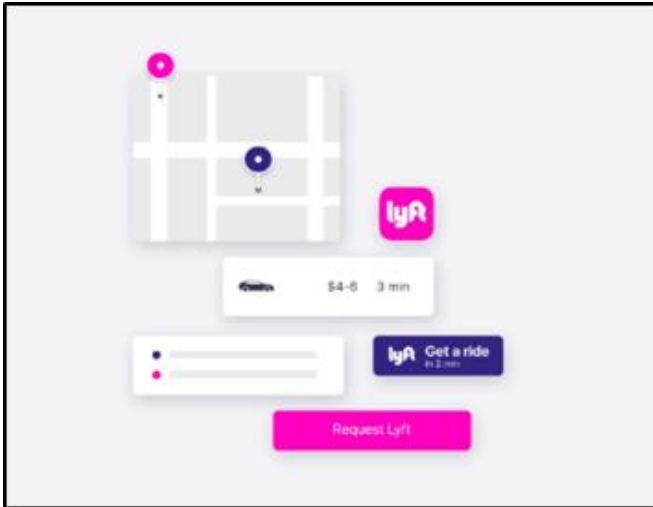 lyft
$4-6 3 min
lyft Get a ride
in 2 min
Request Lyft